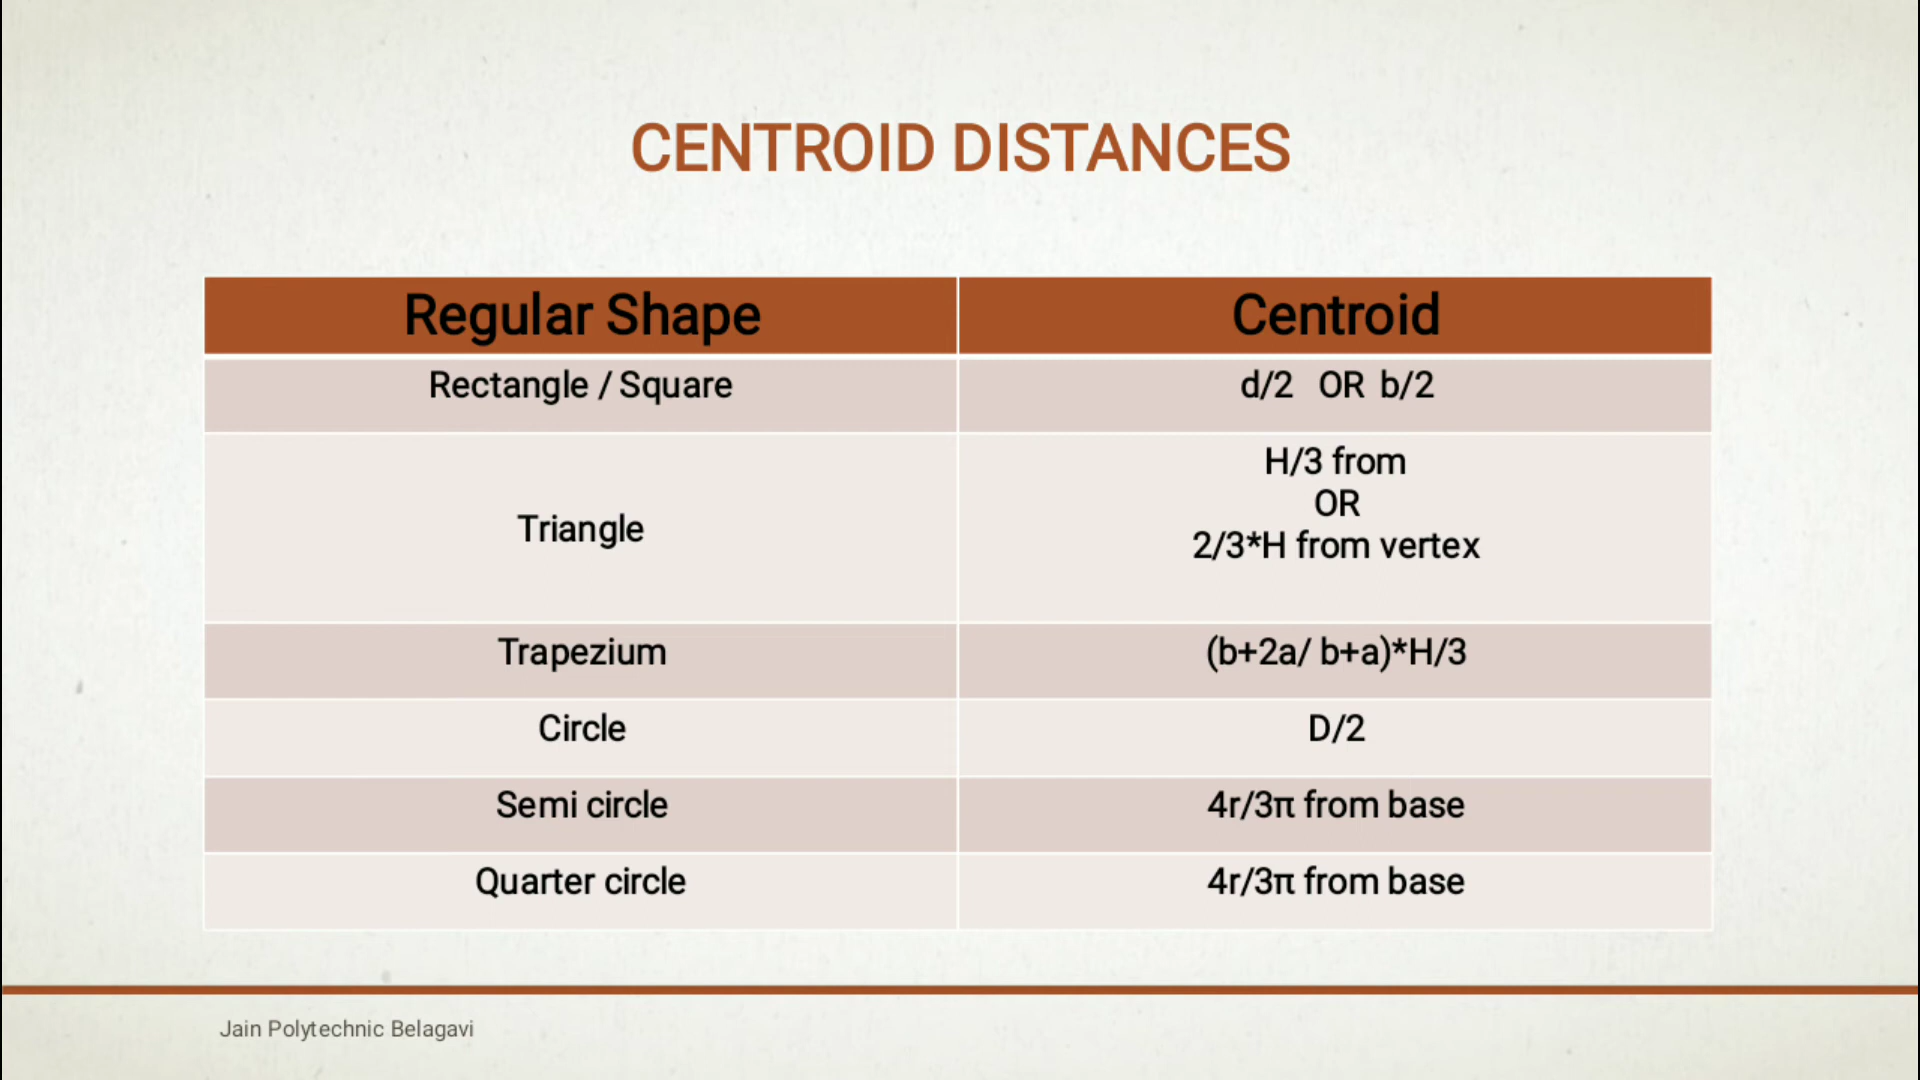 CENTROID DISTANCES
Regular Shape Centroid
Rectangle / Square d/2 OR b/2
H/3 from
OR
Triangle
2/3*H from vertex
Trapezium (b+2a/ b+a)*H/3
Circle D/2
Semi circle 4r/3π from base
Quarter circle 4r/3π from base
Jain Polytechnic Belagavi